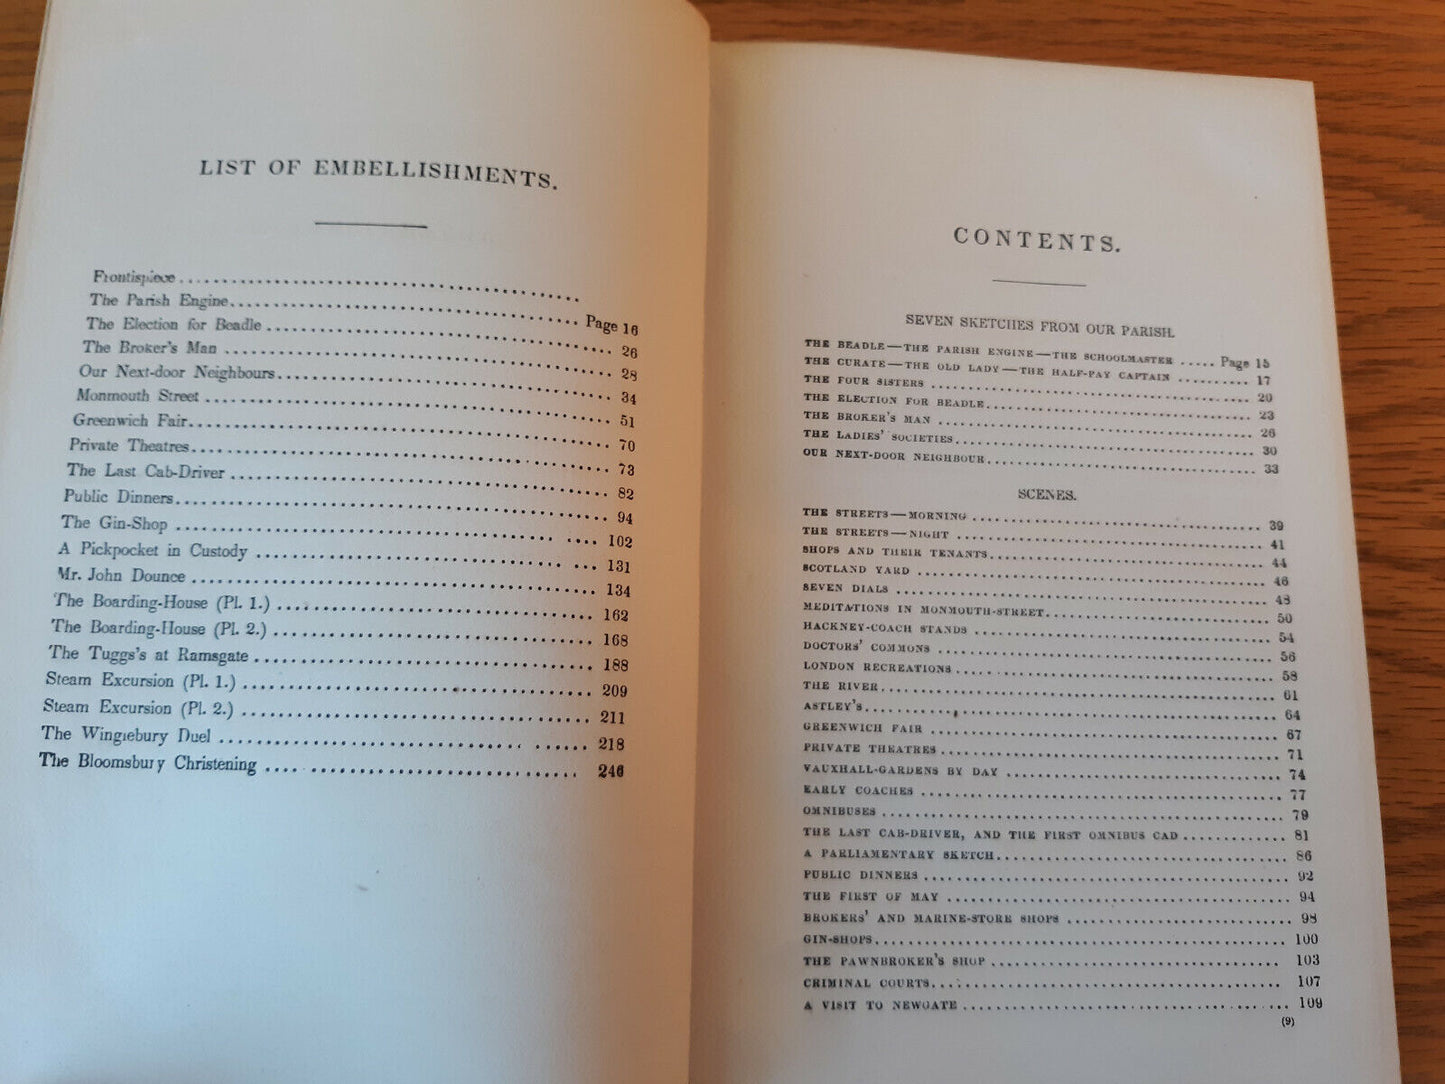 LIST OF EMBELLISHMENTS.
Frontispiece
The Parish Engine Page 16
The Election for Beadle 26
The Broker's Man 28
Our Next-door Neighbours 34
Monmouth Street 51
Greenwich Fair 70
Private Theatres 73
The Last Cab-Driver 82
Public Dinners 94
The Gin-Shop 102
A Pickpocket in Custody 131
Mr. John Dounce 134
The Boarding-House (Pl. 1.) 162
The Boarding-House (Pl. 2.) 168
The Tuggs's at Ramsgate 188
Steam Excursion (Pl. 1.) 209
Steam Excursion (Pl. 2.) 211
The Winglebury Duel 218
The Bloomsbury Christening 246
CONTENTS.
SEVEN SKETCHES FROM OUR PARISH.
THE BEADLE—THE PARISH ENGINE—THE SCHOOLMASTER Page 15
THE CURATE—THE OLD LADY—THE HALF-PAY CAPTAIN 17
THE FOUR SISTERS 20
THE ELECTION FOR BEADLE 23
THE BROKER'S MAN 26
THE LADIES' SOCIETIES 30
OUR NEXT-DOOR NEIGHBOUR 33
SCENES.
THE STREETS—MORNING 39
THE STREETS—NIGHT 41
SHOPS AND THEIR TENANTS 44
SCOTLAND YARD 46
SEVEN DIALS 48
MEDITATIONS IN MONMOUTH-STREET 50
HACKNEY-COACH STANDS 54
DOCTORS' COMMONS 56
LONDON RECREATIONS 58
THE RIVER 61
ASTLEY'S 64
GREENWICH FAIR 67
PRIVATE THEATRES 71
VAUXHALL-GARDENS BY DAY 74
EARLY COACHES 77
OMNIBUSES 79
THE LAST CAB-DRIVER, AND THE FIRST OMNIBUS CAD 81
A PARLIAMENTARY SKETCH 86
PUBLIC DINNERS 92
THE FIRST OF MAY 94
BROKERS' AND MARINE-STORE SHOPS 98
GIN-SHOPS 100
THE PAWNBROKER'S SHOP 103
CRIMINAL COURTS 107
A VISIT TO NEWGATE 109
(9)